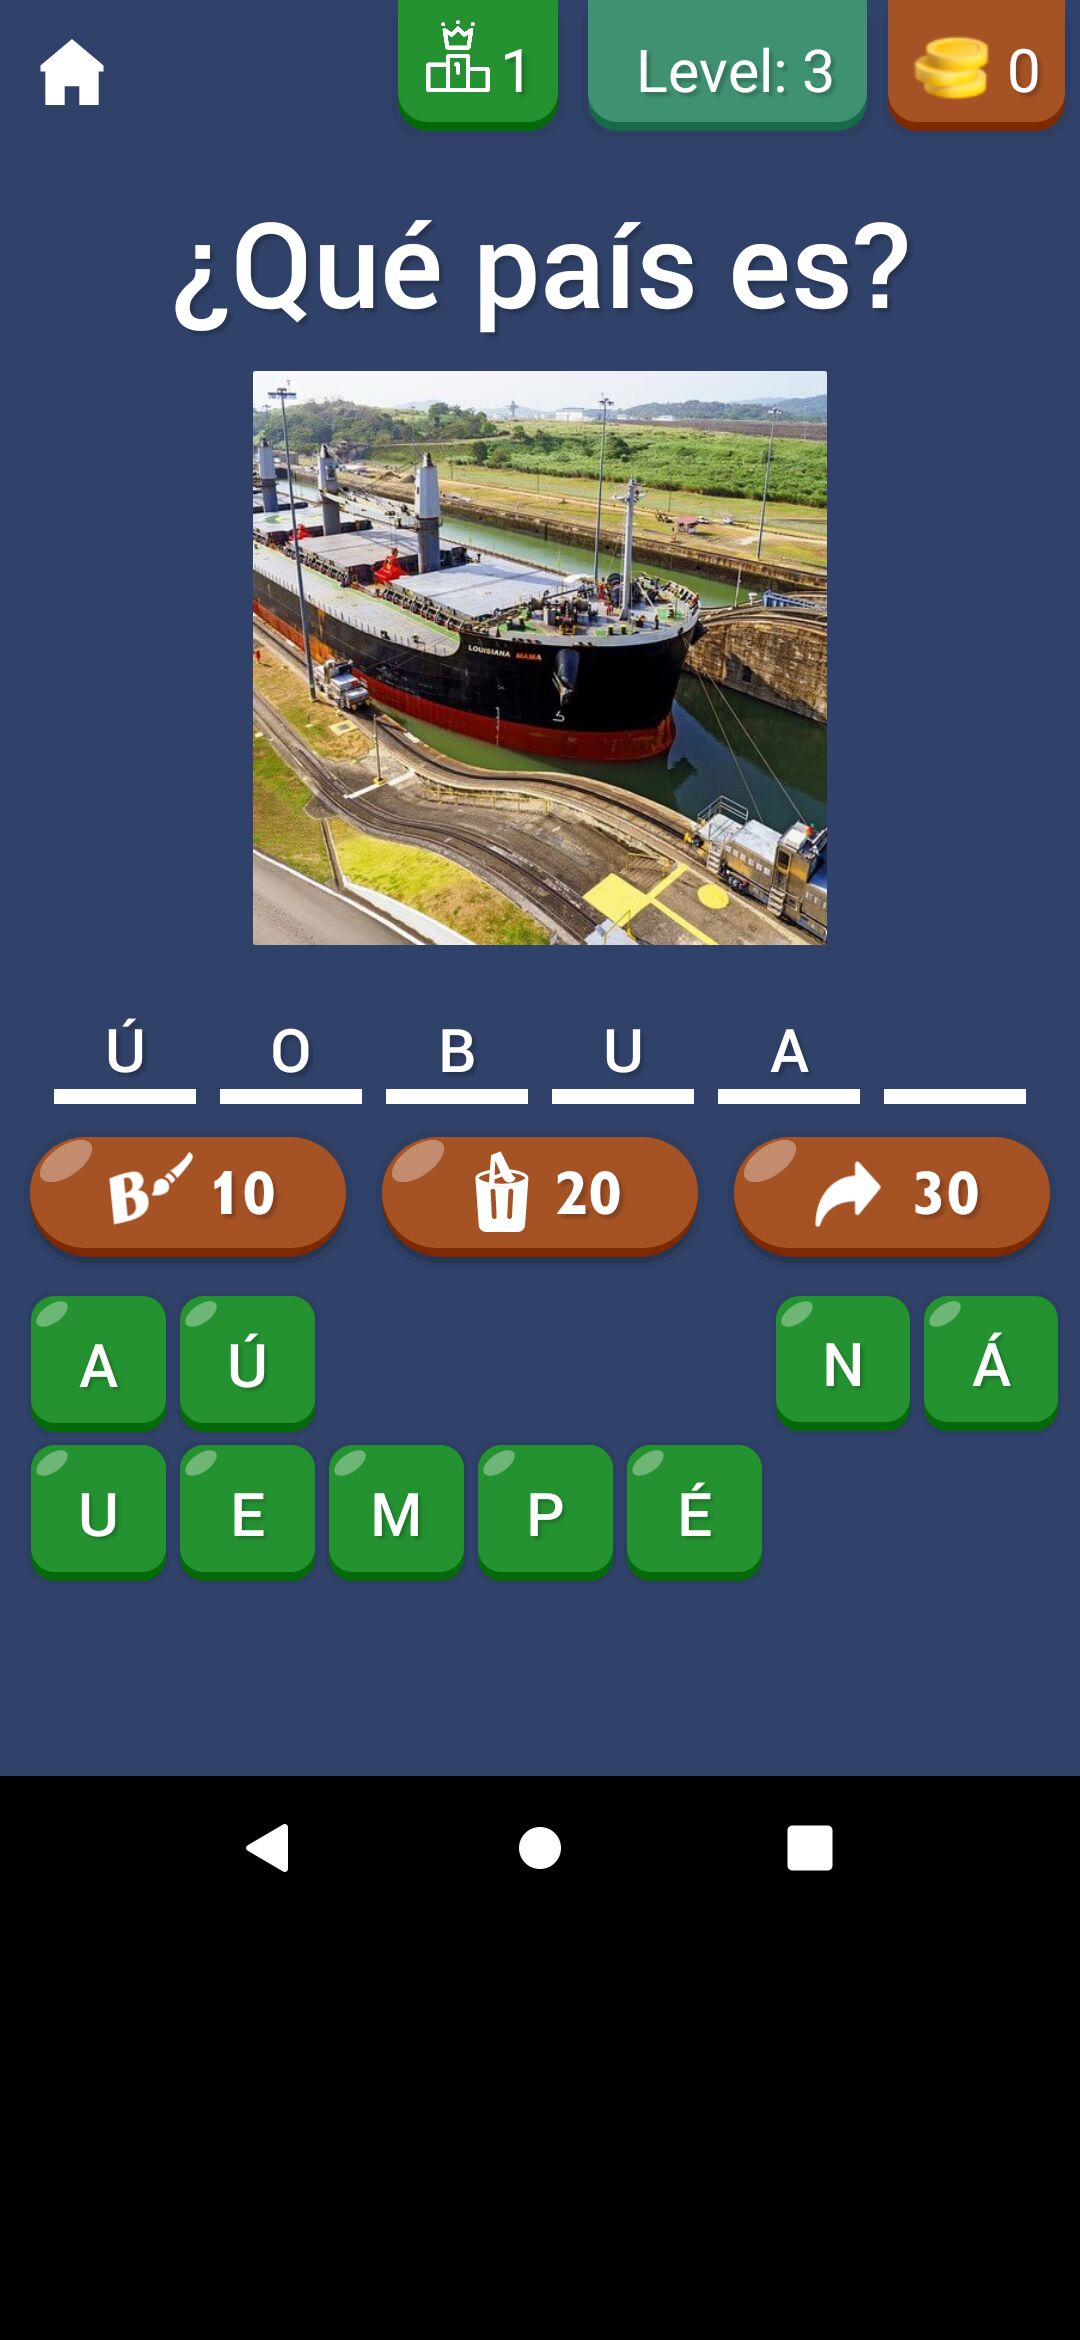 1 Level: 3 0
¿Qué país es?
LOUISIANA MAMA
Ú O B U A
B 10 20 30
A Ú N Á
U E M P É